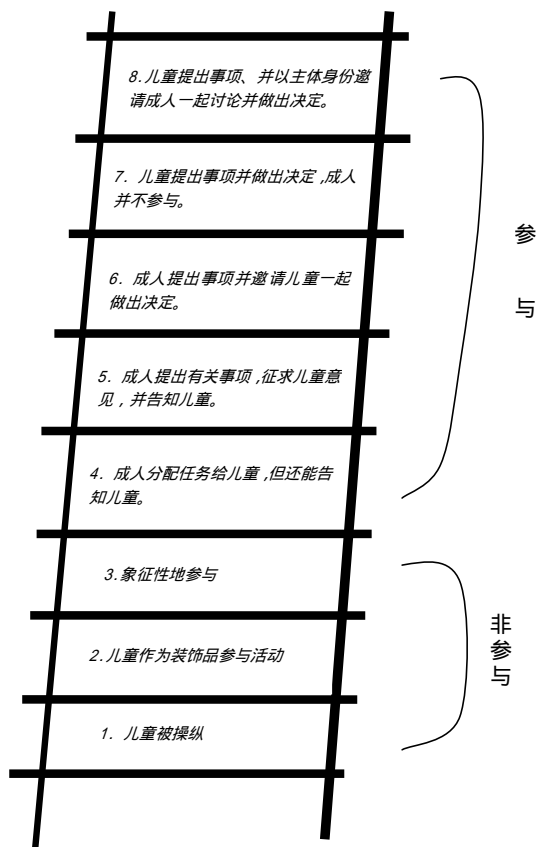 8.儿童提出事项、并以主体身份邀
请成人一起讨论并做出决定。
7. 儿童提出事项并做出决定,成人
并不参与。
6. 成人提出事项并邀请儿童一起
做出决定。
5. 成人提出有关事项,征求儿童意
见,并告知儿童。
4. 成人分配任务给儿童,但还能告
知儿童。
3.象征性地参与
2.儿童作为装饰品参与活动
1. 儿童被操纵
参与
非参与